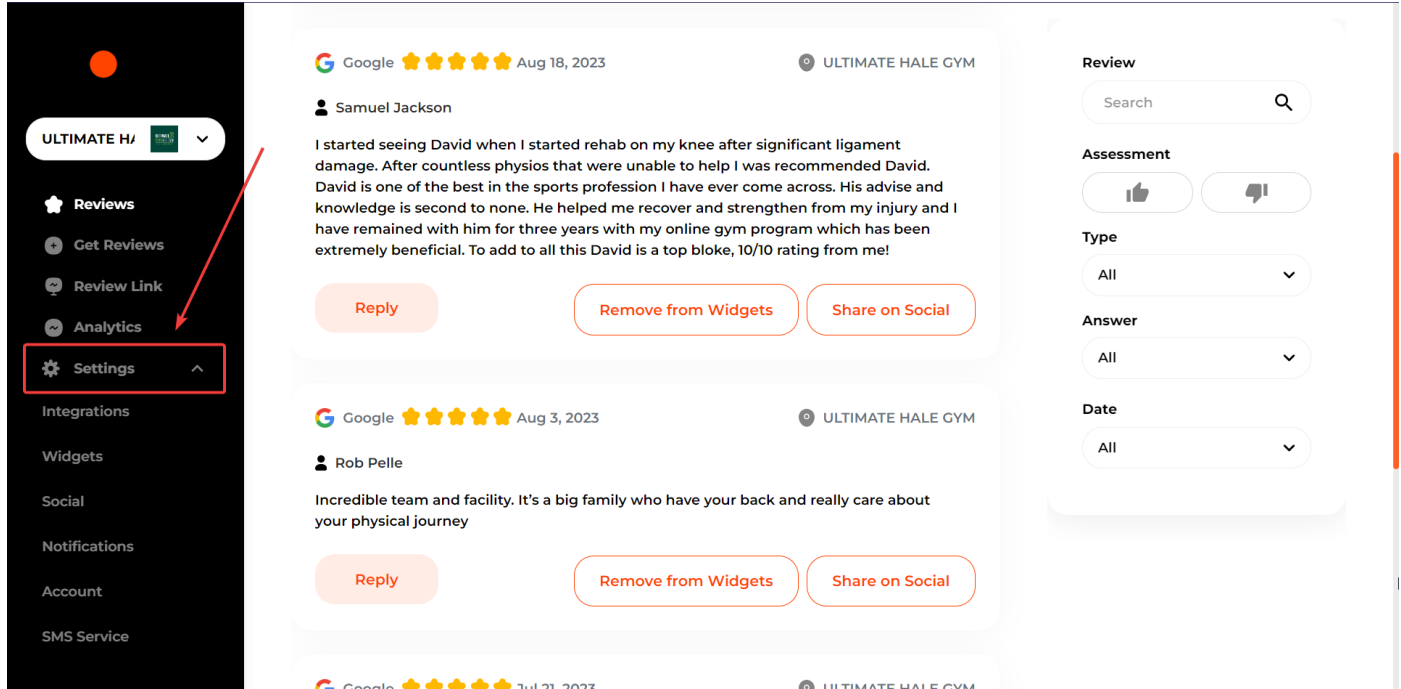 ULTIMATE HA
Reviews
Get Reviews
Review Link
Analytics
Settings
Integrations
Widgets
Social
Notifications
Account
SMS Service
Google Aug 18, 2023 ULTIMATE HALE GYM
Samuel Jackson
I started seeing David when I started rehab on my knee after significant ligament
damage. After countless physios that were unable to help I was recommended David.
David is one of the best in the sports profession I have ever come across. His advise and
knowledge is second to none. He helped me recover and strengthen from my injury and I
have remained with him for three years with my online gym program which has been
extremely beneficial. To add to all this David is a top bloke, 10/10 rating from me!
Reply Remove from Widgets Share on Social
Google Aug 3, 2023 ULTIMATE HALE GYM
Rob Pelle
Incredible team and facility. It’s a big family who have your back and really care about
your physical journey
Reply Remove from Widgets Share on Social
Google Jul 21, 2023 ULTIMATE HALE GYM
Review
Search
Assessment
Type
All
Answer
All
Date
All